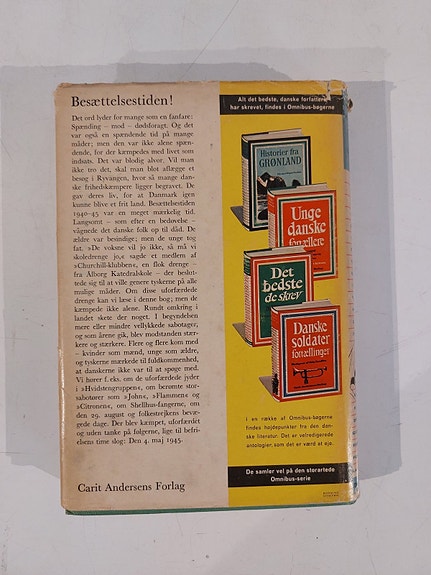 Besættelsestiden!
Det ord lyder for mange som en fanfare:
Spænding – mod – dødsforagt. Og det
var også en spændende tid på mange
måder; men den var ikke alene spæn-
dende, for der kæmpedes med livet som
indsats. Det var blodig alvor. Vil man
ikke tro det, skal man blot aflægge et
besøg i Ryvangen, hvor så mange dan-
ske frihedskæmpere ligger begravet. De
gav deres liv, for at Danmark igen
kunne blive et frit land. Besættelsestiden
1940-45 var en meget mærkelig tid.
Langsomt – som efter en bedøvelse –
vågnede det danske folk op til dåd. De
ældre var besindige; men de unge tog
fat. »De voksne vil jo ikke, så må vi
skoledrenge jo,« sagde et medlem af
»Churchill-klubben«, en flok drenge –
fra Ålborg Katedralskole – der beslut-
tede sig til at ville genere tyskerne på alle
mulige måder. Om disse uforfærdede
drenge kan vi læse i denne bog; men de
kæmpede ikke alene. Rundt omkring i
landet skete der noget. I begyndelsen
mere eller mindre vellykkede sabotager,
og som årene gik, blev modstanden stær-
kere og stærkere. Flere og flere kom med
– kvinder som mænd, unge som ældre,
og tyskerne mærkede til fuldkommenhed,
at danskerne ikke var til at spøge med.
Vi hører f. eks. om de uforfærdede jyder
i »Hvidstengruppen«, om berømte stor-
sabotører som »John«, »Flammen« og
»Citronen«, om Shellhus-fangerne, om
den 29. august og folkestrejkens bevæ-
gede dage. Der blev kæmpet, uforfærdet
og uden tanke på følgerne, lige til befri-
elsens time slog: Den 4. maj 1945.
Carit Andersens Forlag
Alt det bedste, danske forfattere
har skrevet, findes i Omnibus-bøgerne
Historier fra
GRØNLAND
Unge
danske
fortællere
Det
bedste
de skrev
Danske
soldater
fortællinger
I en række af Omnibus-bøgerne
findes højdepunkter fra den dan-
ske litteratur. Det er velredigerede
antologier, som det er værd at eje.
De samler vel på den storartede
Omnibus-serie